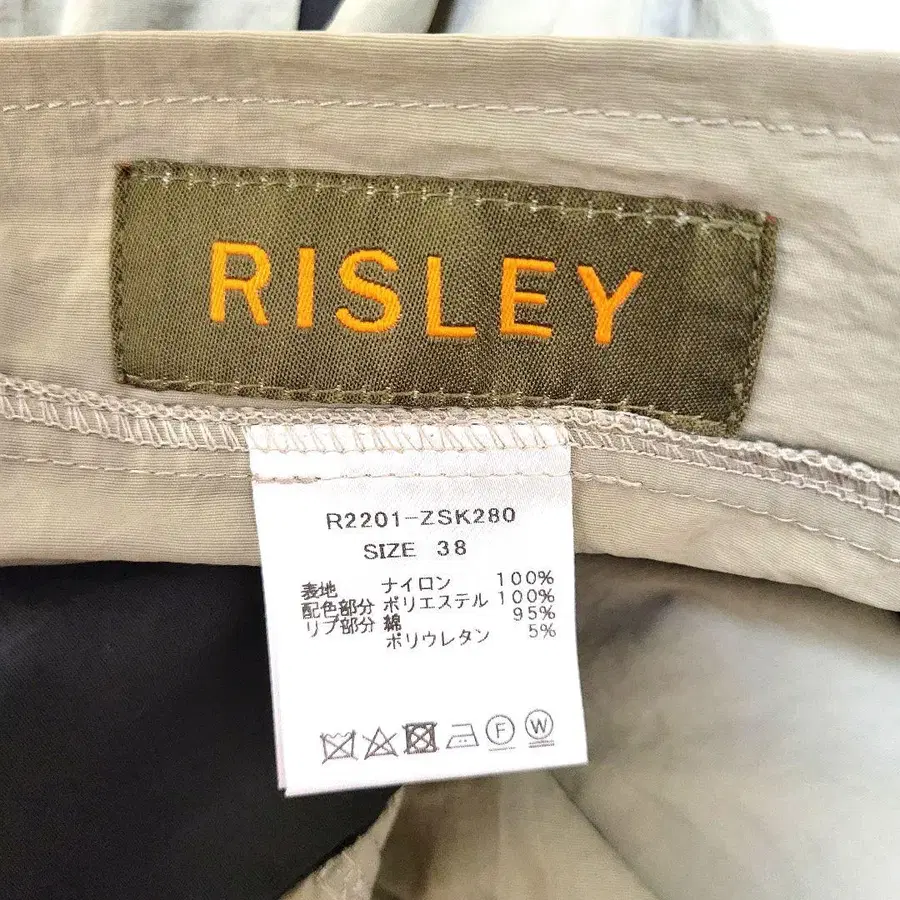 RISLEY
R2201-ZSK280
SIZE 38
表地 ナイロン 100%
配色部分 ポリエステル 100%
リブ部分 綿 95%
ポリウレタン 5%
F W